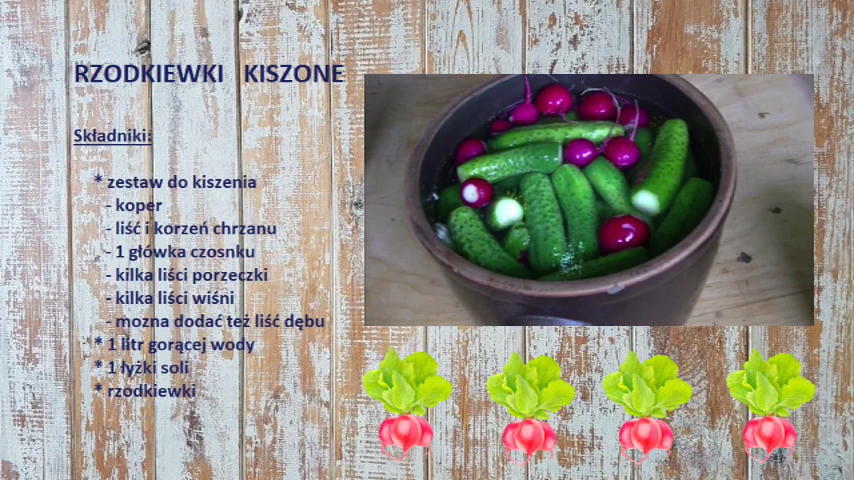 RZODKIEWKI KISZONE
Składniki:
* zestaw do kiszenia
- koper
- liść i korzeń chrzanu
- 1 główka czosnku
- kilka liści porzeczki
- kilka liści wiśni
- mozna dodać też liść dębu
* 1 litr gorącej wody
* 1 łyżki soli
* rzodkiewki